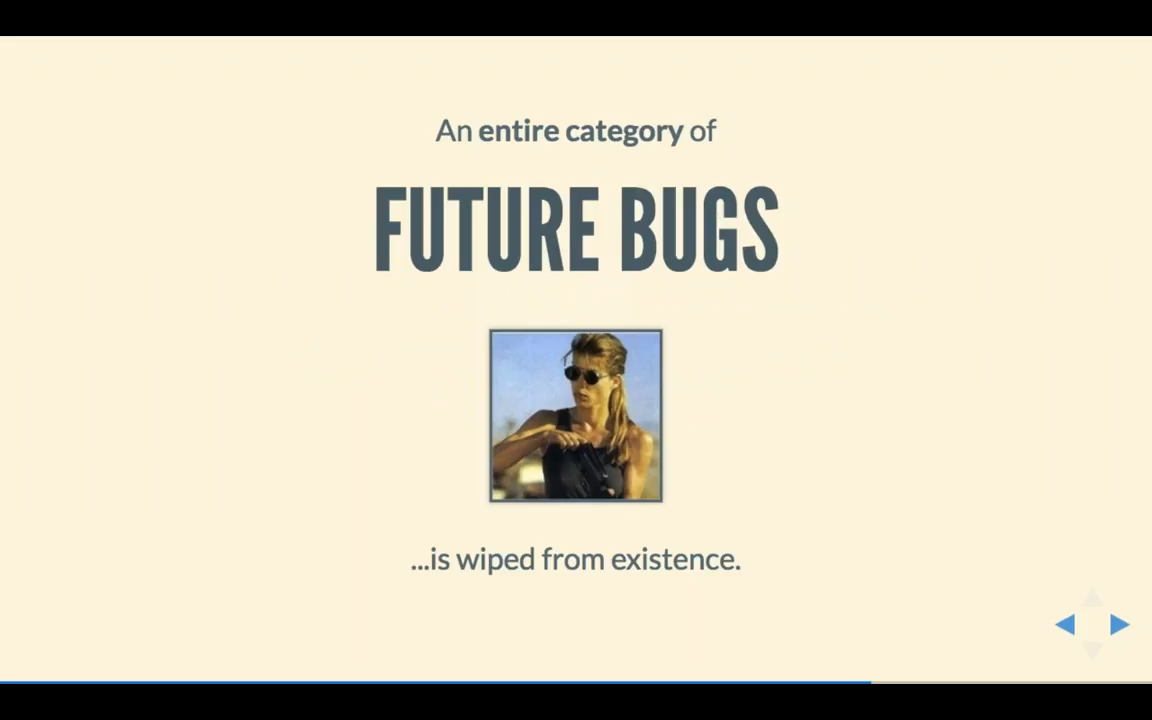 An entire category of
FUTURE BUGS
...is wiped from existence.